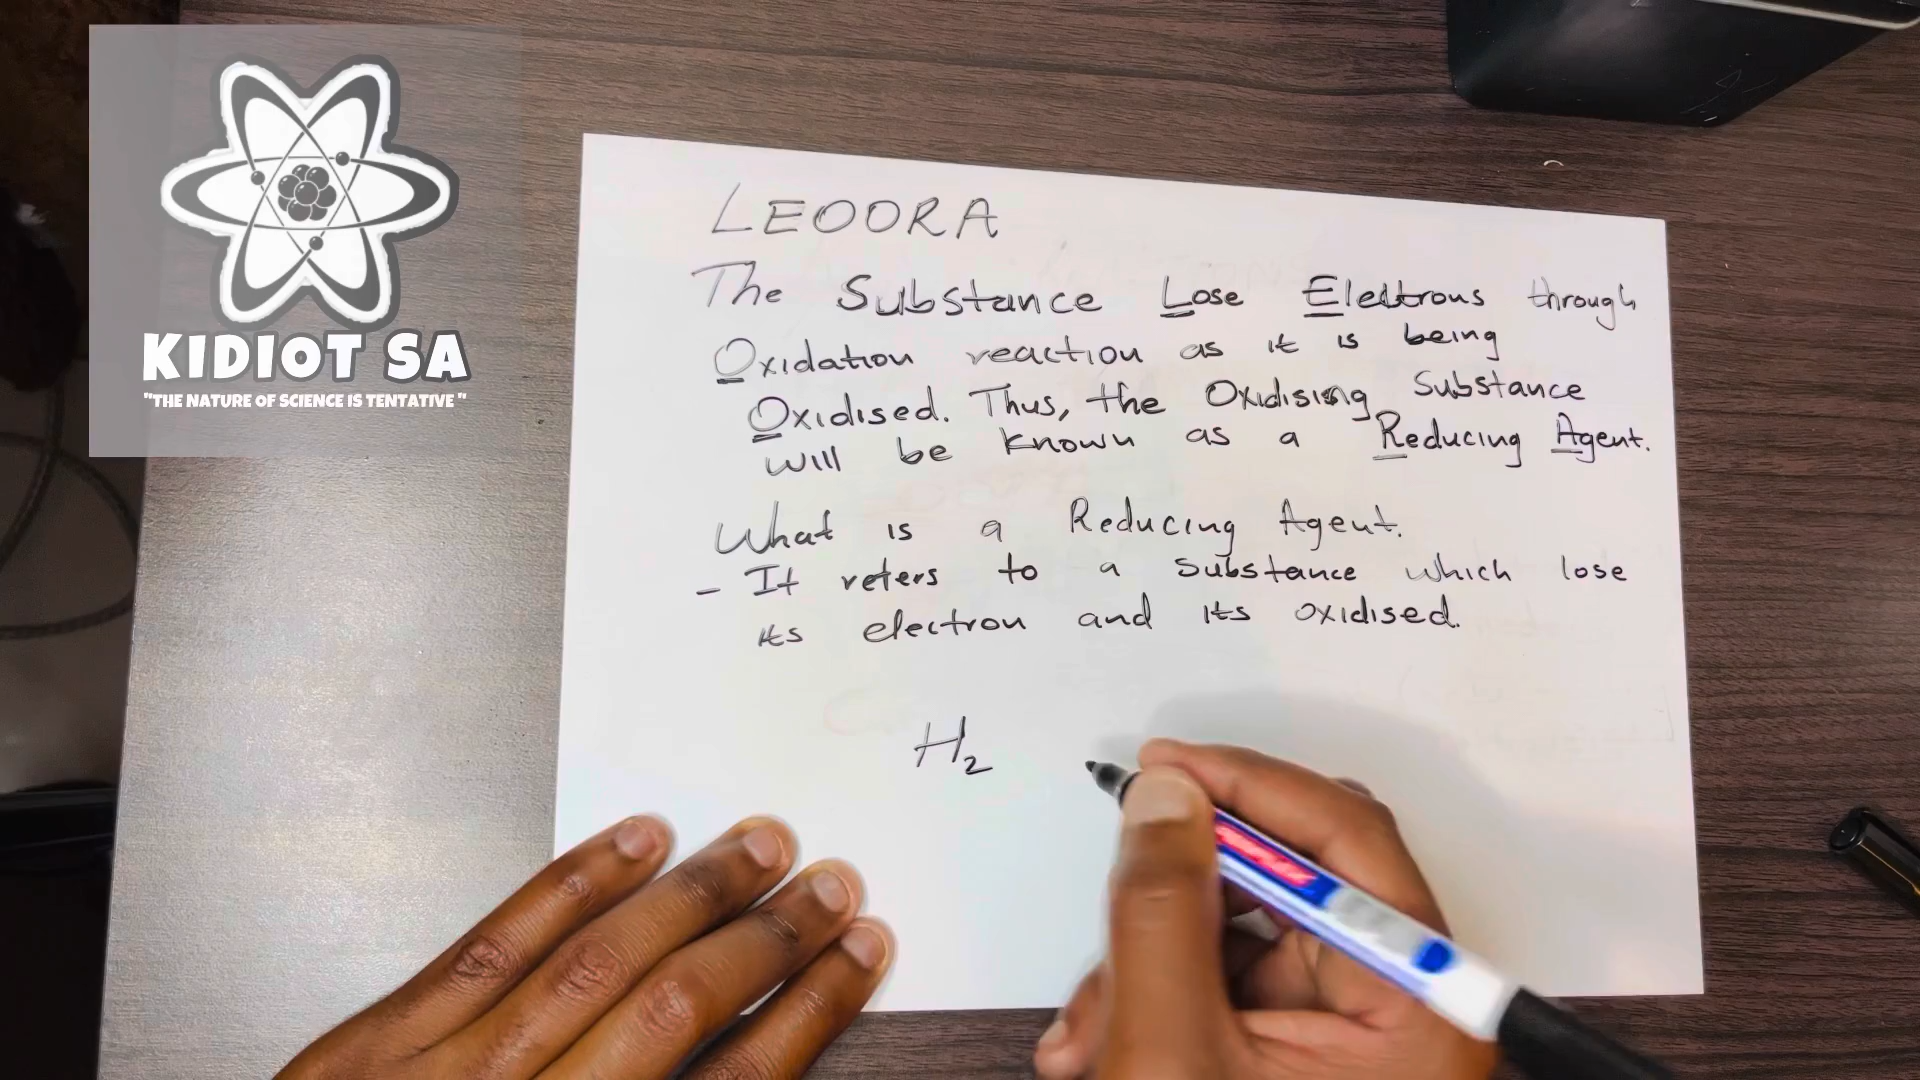 KIDIOT SA
"THE NATURE OF SCIENCE IS TENTATIVE "
LEOORA
The Substance Lose Electrons through
Oxidation reaction as it is being
Oxidised. Thus, the Oxidising Substance
will be known as a Reducing Agent.
What is a Reducing Agent.
- It refers to a substance which lose
its electron and its oxidised.
H₂